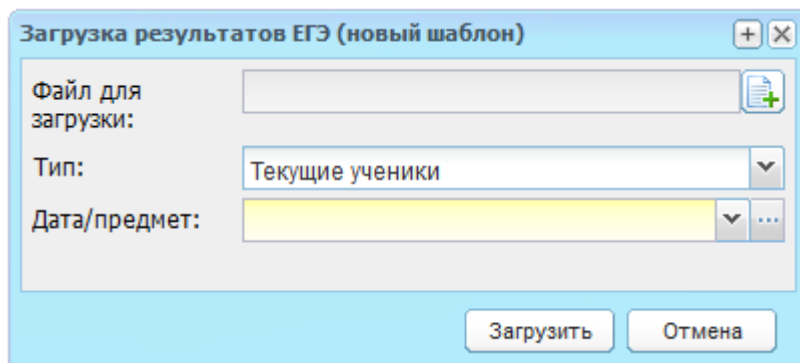 Загрузка результатов ЕГЭ (новый шаблон)
Файл для
загрузки:
Тип:
Текущие ученики
Дата/предмет:
Загрузить
Отмена